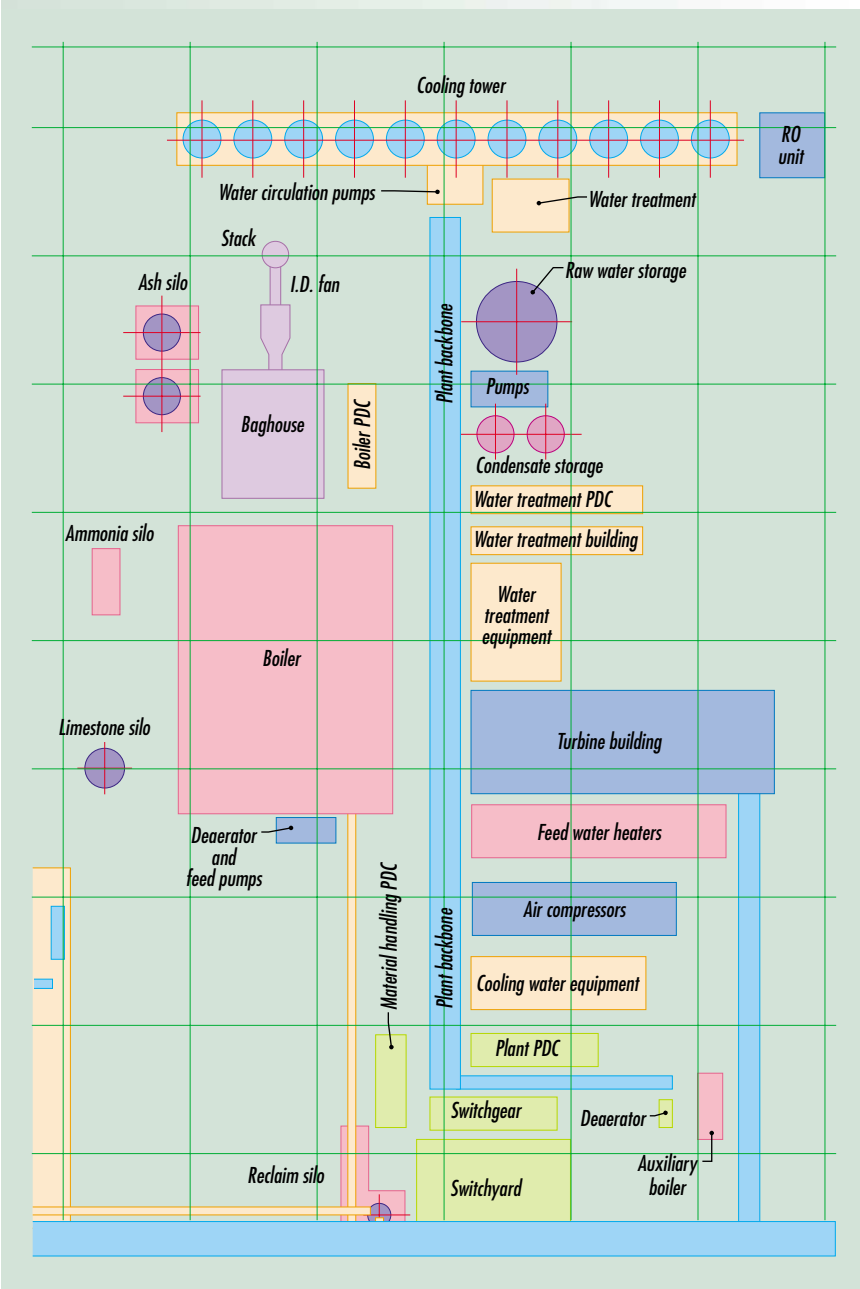 Cooling tower
RO
unit
Water circulation pumps
Water treatment
Stack
Raw water storage
Ash silo
I.D. fan
Plant backbone
Pumps
Baghouse
Boiler PDC
Condensate storage
Water treatment PDC
Ammonia silo
Water treatment building
Water
treatment
equipment
Boiler
Limestone silo
Turbine building
Deaerator
and
feed pumps
Feed water heaters
Material handling PDC
Plant backbone
Air compressors
Cooling water equipment
Plant PDC
Switchgear
Deaerator
Auxiliary
boiler
Reclaim silo
Switchyard